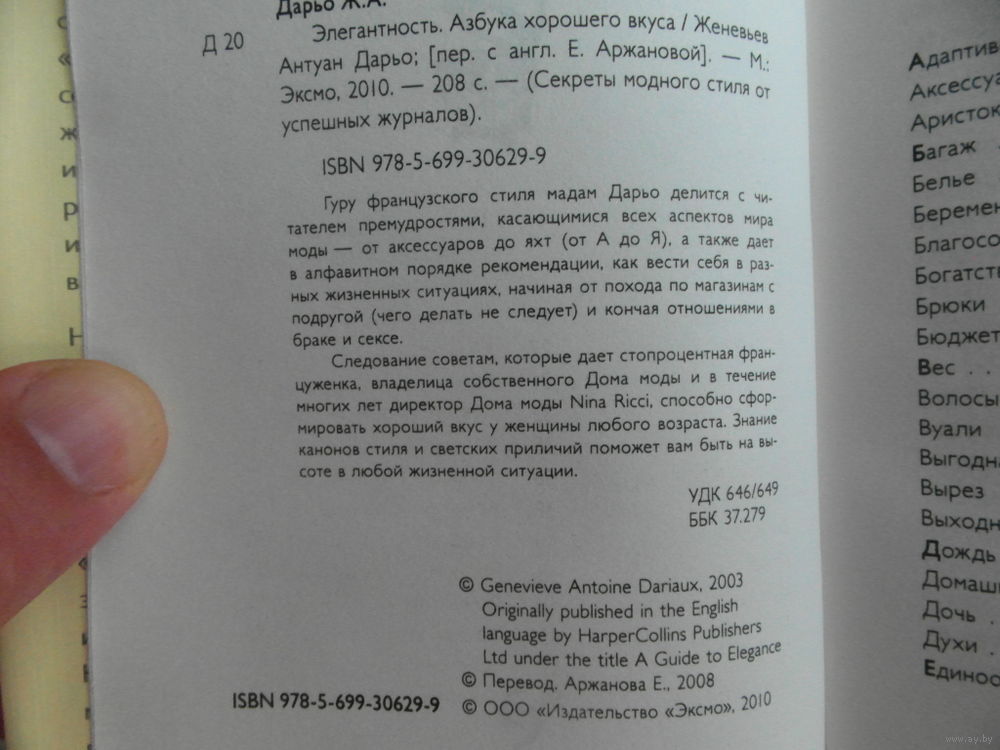 Дарьо Ж.А.
Д 20
Элегантность. Азбука хорошего вкуса / Женевьев
Антуан Дарьо; [пер. с англ. Е. Аржановой]. — М.:
Эксмо, 2010. — 208 с. — (Секреты модного стиля от
успешных журналов).
ISBN 978-5-699-30629-9
Гуру французского стиля мадам Дарьо делится с чи-
тателем премудростями, касающимися всех аспектов мира
моды — от аксессуаров до яхт (от А до Я), а также дает
в алфавитном порядке рекомендации, как вести себя в раз-
ных жизненных ситуациях, начиная от похода по магазинам с
подругой (чего делать не следует) и кончая отношениями в
браке и сексе.
Следование советам, которые дает стопроцентная фран-
цуженка, владелица собственного Дома моды и в течение
многих лет директор Дома моды Nina Ricci, способно сфор-
мировать хороший вкус у женщины любого возраста. Знание
канонов стиля и светских приличий поможет вам быть на вы-
соте в любой жизненной ситуации.
УДК 646/649
ББК 37.279
© Genevieve Antoine Dariaux, 2003
Originally published in the English
language by HarperCollins Publishers
Ltd under the title A Guide to Elegance
© Перевод. Аржанова Е., 2008
ISBN 978-5-699-30629-9
© ООО «Издательство «Эксмо», 2010
Адаптив
Аксессуа
Аристок
Багаж .
Белье
Беремен
Благосо
Богатств
Брюки
Бюджет
Вес . .
Волосы
Вуали
Выгодна
Вырез
Выходн
Дождь
Домашн
Дочь .
Духи .
Единос
www.ay.by